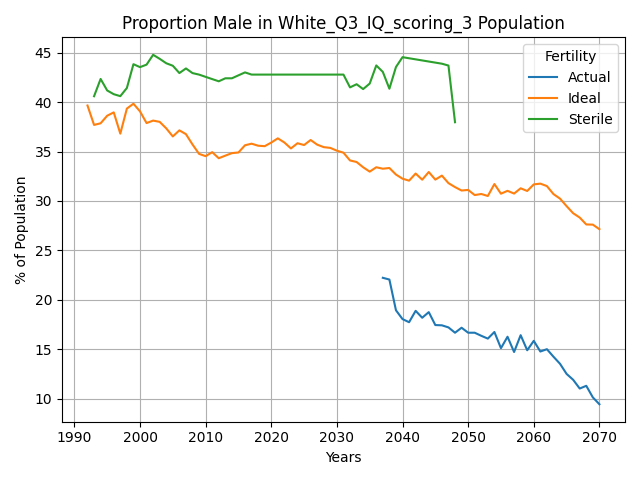 Proportion Male in White_Q3_IQ_scoring_3 Population
% of Population
45
40
35
30
25
20
15
10
Fertility
Actual
Ideal
Sterile
1990 2000 2010 2020 2030 2040 2050 2060 2070
Years